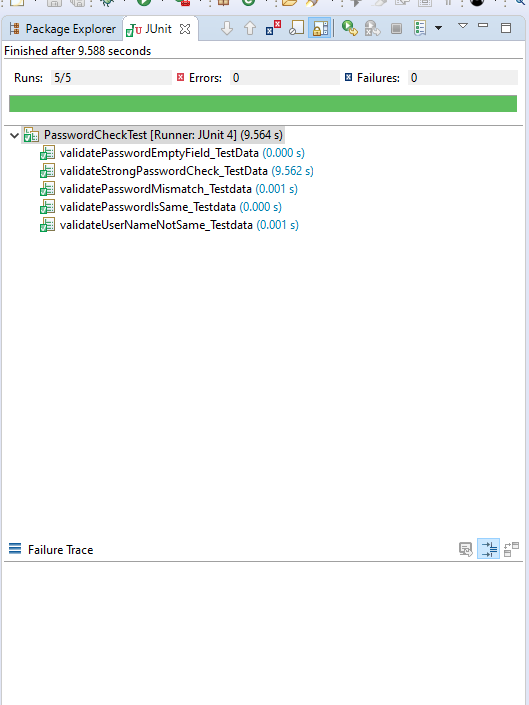 Package Explorer JUnit
Finished after 9.588 seconds
Runs: 5/5 Errors: 0 Failures: 0
PasswordCheckTest [Runner: JUnit 4] (9.564 s)
validatePasswordEmptyField_TestData (0.000 s)
validateStrongPasswordCheck_TestData (9.562 s)
validatePasswordMismatch_Testdata (0.001 s)
validatePasswordIsSame_Testdata (0.000 s)
validateUserNameNotSame_Testdata (0.001 s)
Failure Trace